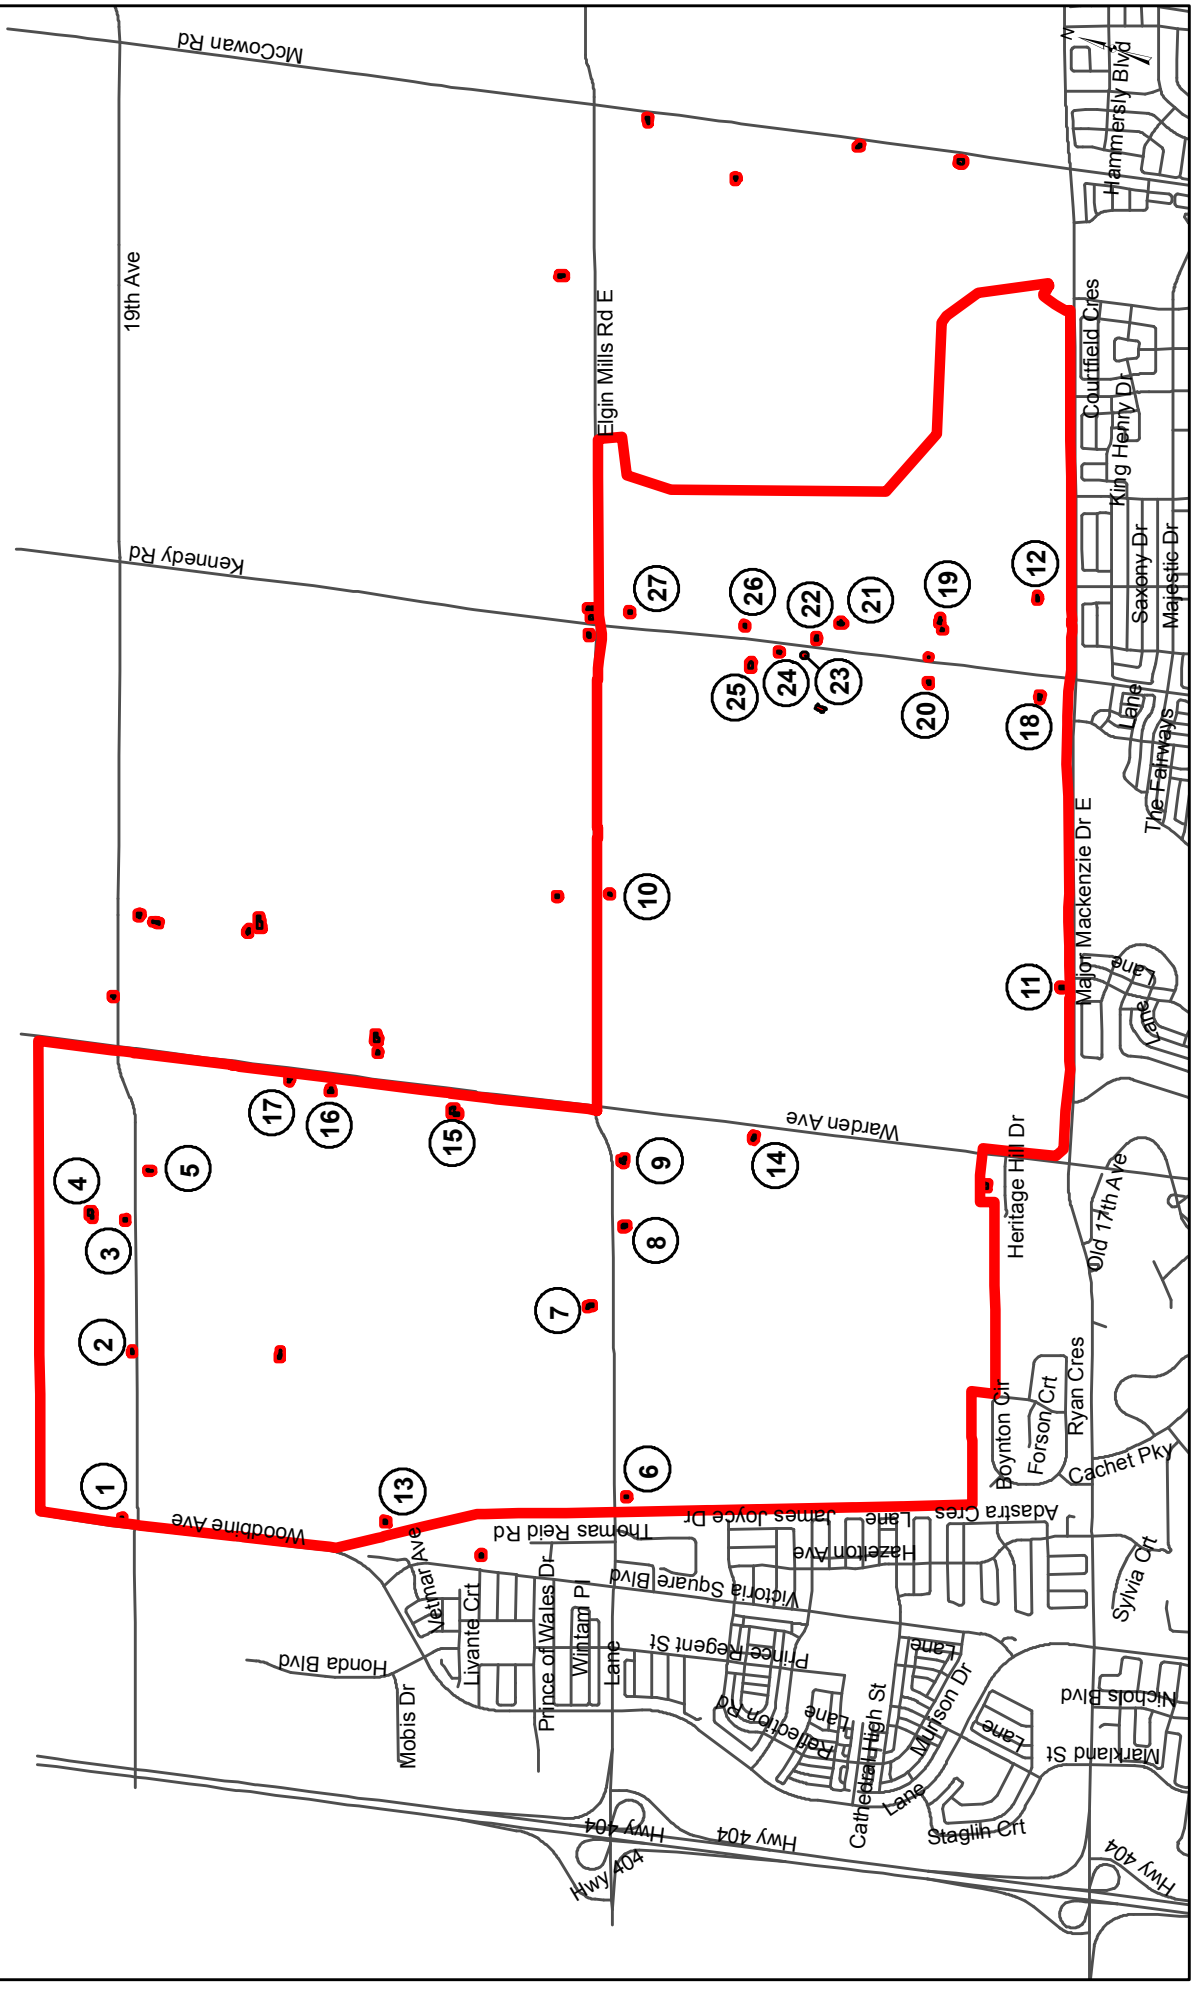 McCowan Rd
N
Hammersly Blvd
19th Ave
Elgin Mills Rd E
Courtfield Cres
King Henry Dr
Kennedy Rd
Saxony Dr
Majestic Dr
27
26
22
21
19
12
25
24
23
20
18
Lane
The Fairways
10
Major Mackenzie Dr E
11
Lane
Lane
17
16
15
Warden Ave
14
4
5
3
9
8
Heritage Hill Dr
Old 17th Ave
2
7
1
13
6
Boynton Cir
Forson Crt
Ryan Cres
Cachet Pky
Woodbine Ave
Vetmar Ave
Thomas Reid Rd
James Joyce Dr
Lane
Adastra Cres
Hazelton Ave
Victoria Square Blvd
Sylvia Crt
Livante Crt
Prince of Wales Dr
Wintam Pl
Lane
Prince Regent St
Lane
Honda Blvd
Mobis Dr
Reflection Rd
Lane
Cathedral High St
Murison Dr
Lane
Nichols Blvd
Markland St
Lane
Staglin Crt
Hwy 404
Hwy 404
Hwy 404
Hwy 404